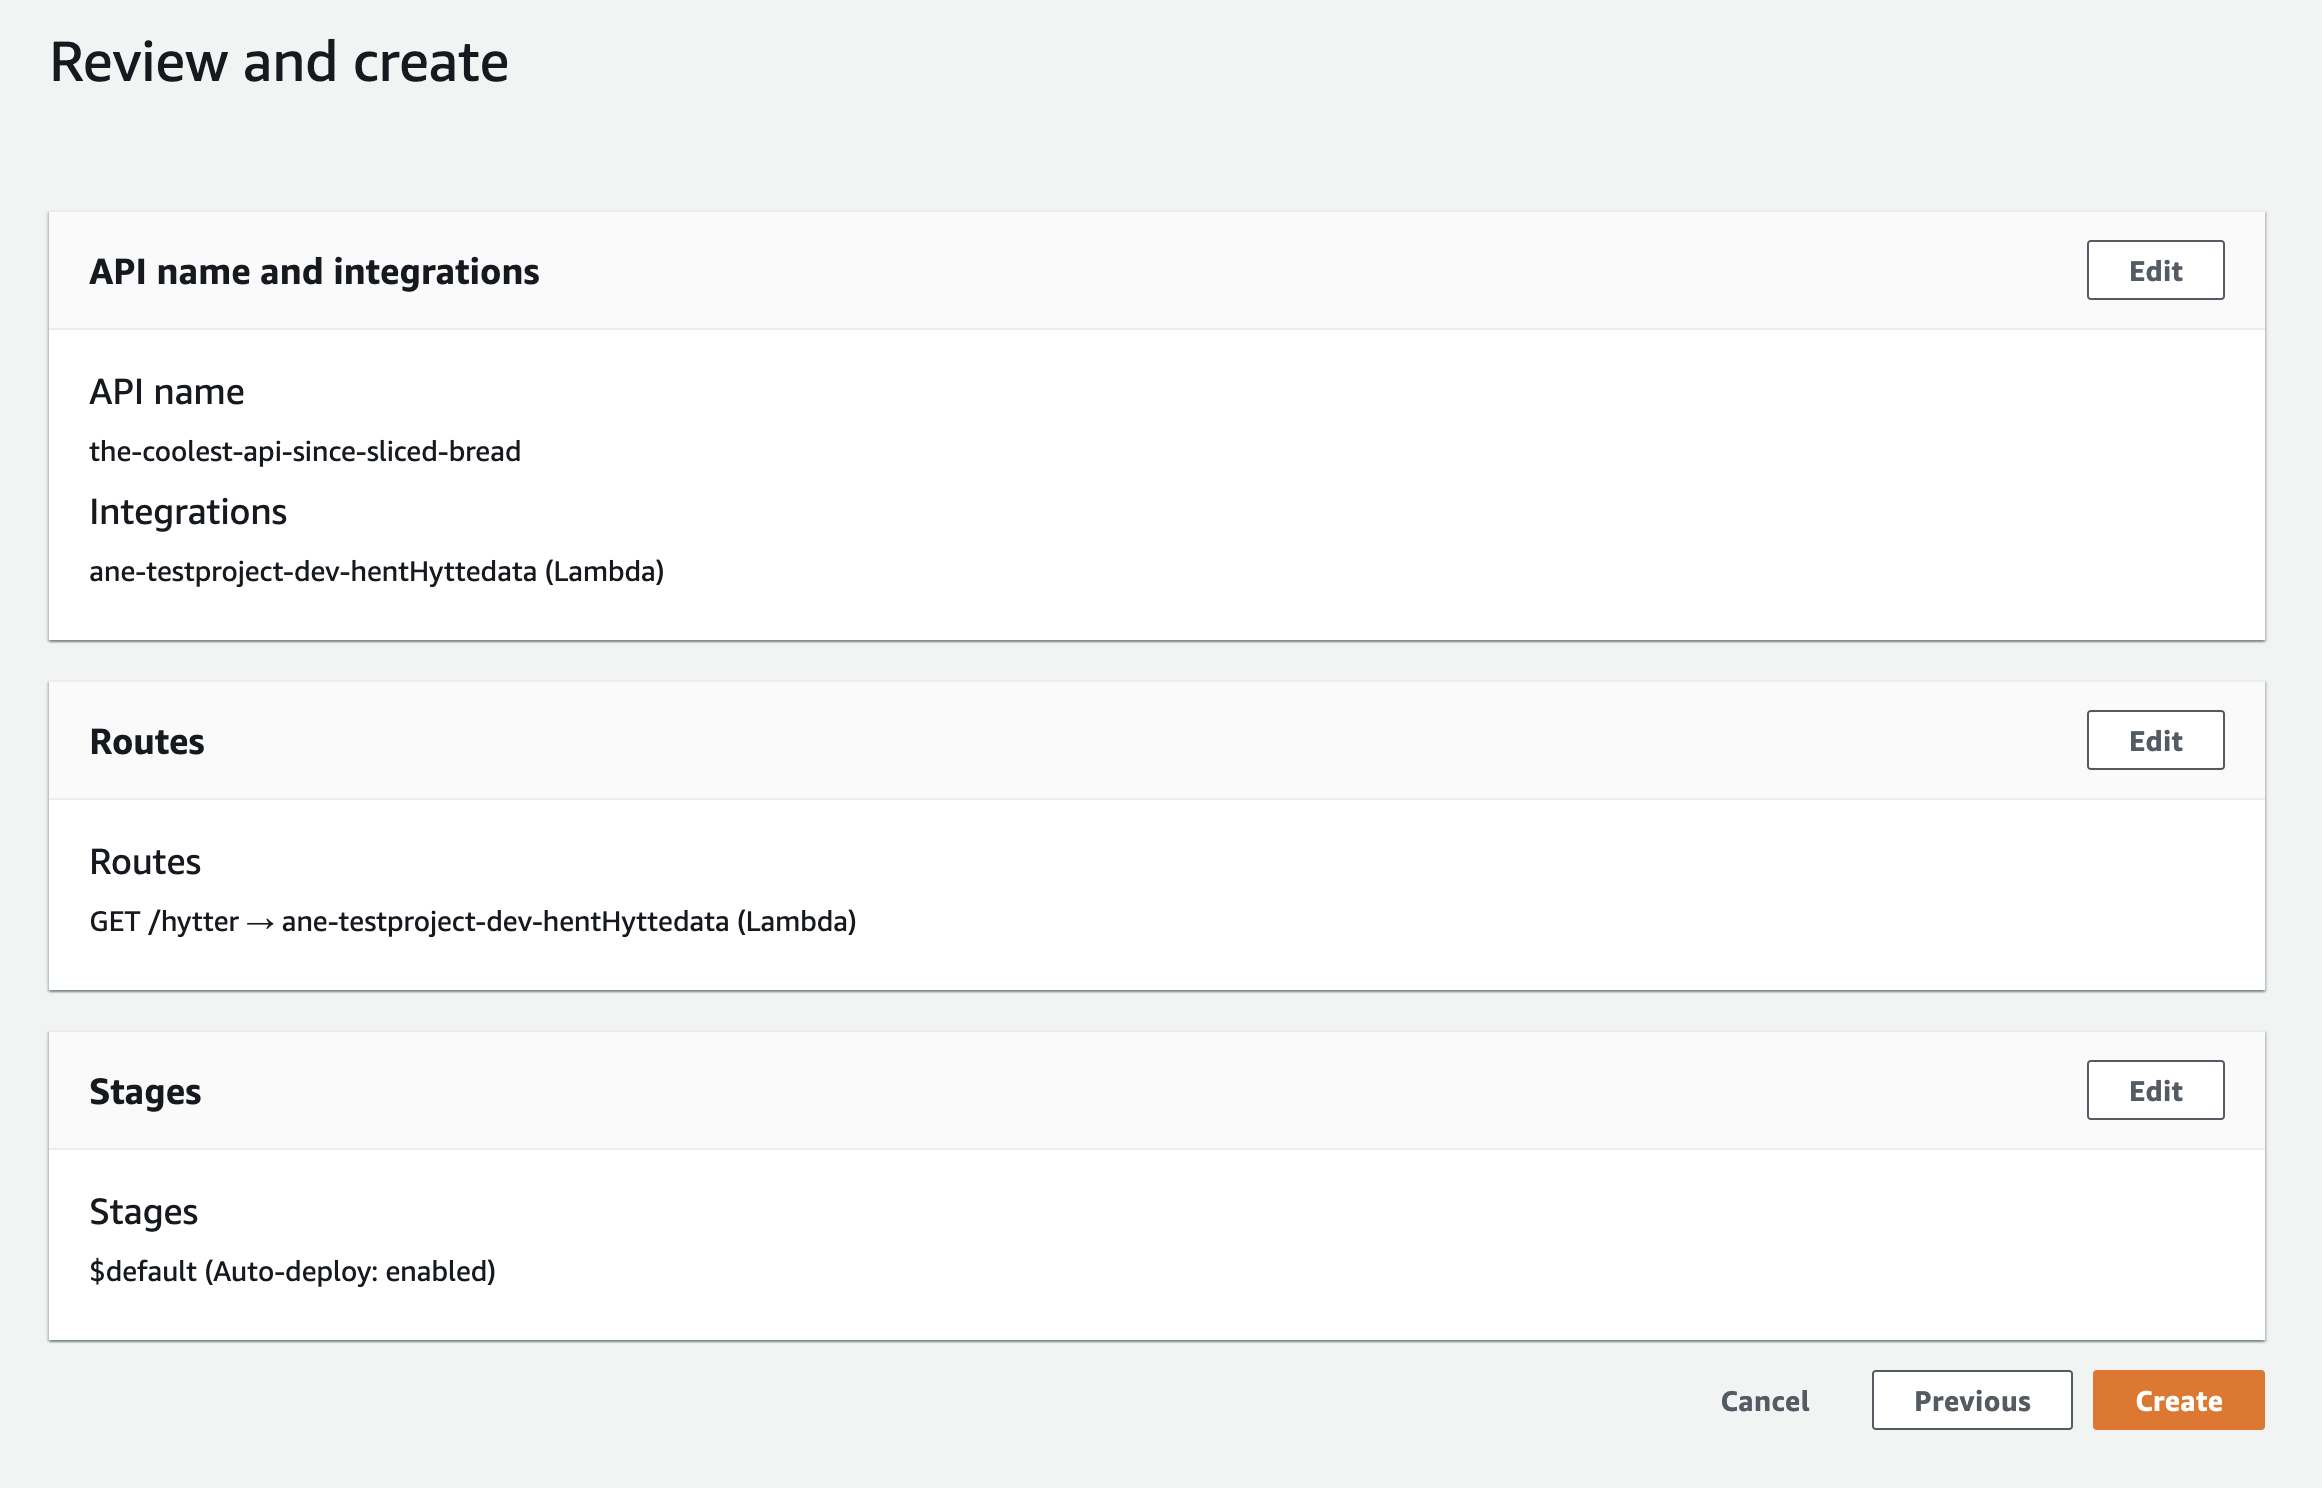 Review and create
API name and integrations
Edit
API name
the-coolest-api-since-sliced-bread
Integrations
ane-testproject-dev-hentHyttedata (Lambda)
Routes
Edit
Routes
GET /hytter → ane-testproject-dev-hentHyttedata (Lambda)
Stages
Edit
Stages
$default (Auto-deploy: enabled)
Cancel
Previous
Create